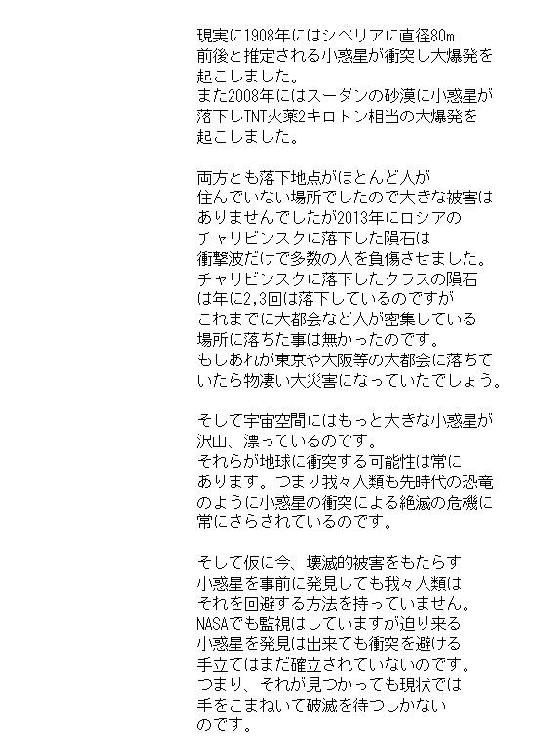 現実に1908年にはシベリアに直径80m
前後と推定される小惑星が衝突し大爆発を
起こしました。
また2008年にはスーダンの砂漠に小惑星が
落下しTNT火薬2キロトン相当の大爆発を
起こしました。
両方とも落下地点がほとんど人が
住んでいない場所でしたので大きな被害は
ありませんでしたが2013年にロシアの
チャリビンスクに落下した隕石は
衝撃波だけで多数の人を負傷させました。
チャリビンスクに落下したクラスの隕石
は年に2,3回は落下しているのですが
これまでに大都会など人が密集している
場所に落ちた事は無かったのです。
もしあれが東京や大阪等の大都会に落ちて
いたら物凄い大災害になっていたでしょう。
そして宇宙空間にはもっと大きな小惑星が
沢山、漂っているのです。
それらが地球に衝突する可能性は常に
あります。つまり我々人類も先時代の恐竜
のように小惑星の衝突による絶滅の危機に
常にさらされているのです。
そして仮に今、壊滅的被害をもたらす
小惑星を事前に発見しても我々人類は
それを回避する方法を持っていません。
NASAでも監視はしていますが迫り来る
小惑星を発見は出来ても衝突を避ける
手立てはまだ確立されていないのです。
つまり、それが見つかっても現状では
手をこまねいて破滅を待つしかない
のです。